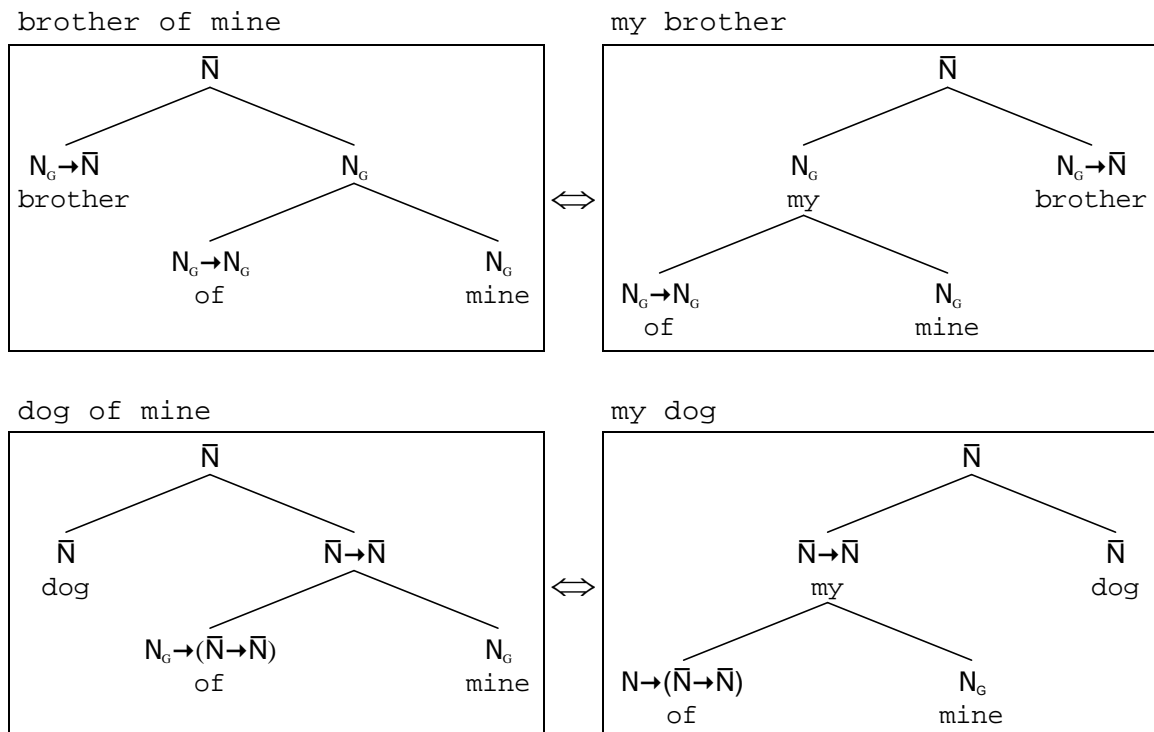 brother of mine
my brother
N̄
N̄
N_G→N̄
N_G
N_G
N_G→N̄
brother
my
brother
⇔
N_G→N_G
N_G
N_G→N_G
N_G
of
mine
of
mine
dog of mine
my dog
N̄
N̄
N̄
N̄→N̄
N̄→N̄
N̄
dog
my
dog
⇔
N_G→(N̄→N̄)
N_G
N→(N̄→N̄)
N_G
of
mine
of
mine